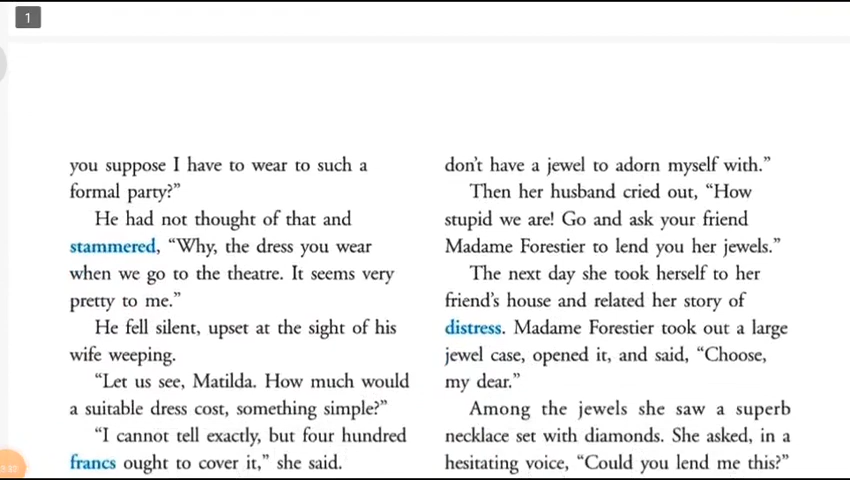 1
you suppose I have to wear to such a
formal party?”
He had not thought of that and
stammered, “Why, the dress you wear
when we go to the theatre. It seems very
pretty to me.”
He fell silent, upset at the sight of his
wife weeping.
“Let us see, Matilda. How much would
a suitable dress cost, something simple?”
“I cannot tell exactly, but four hundred
francs ought to cover it,” she said.
don’t have a jewel to adorn myself with.”
Then her husband cried out, “How
stupid we are! Go and ask your friend
Madame Forestier to lend you her jewels.”
The next day she took herself to her
friend’s house and related her story of
distress. Madame Forestier took out a large
jewel case, opened it, and said, “Choose,
my dear.”
Among the jewels she saw a superb
necklace set with diamonds. She asked, in a
hesitating voice, “Could you lend me this?”